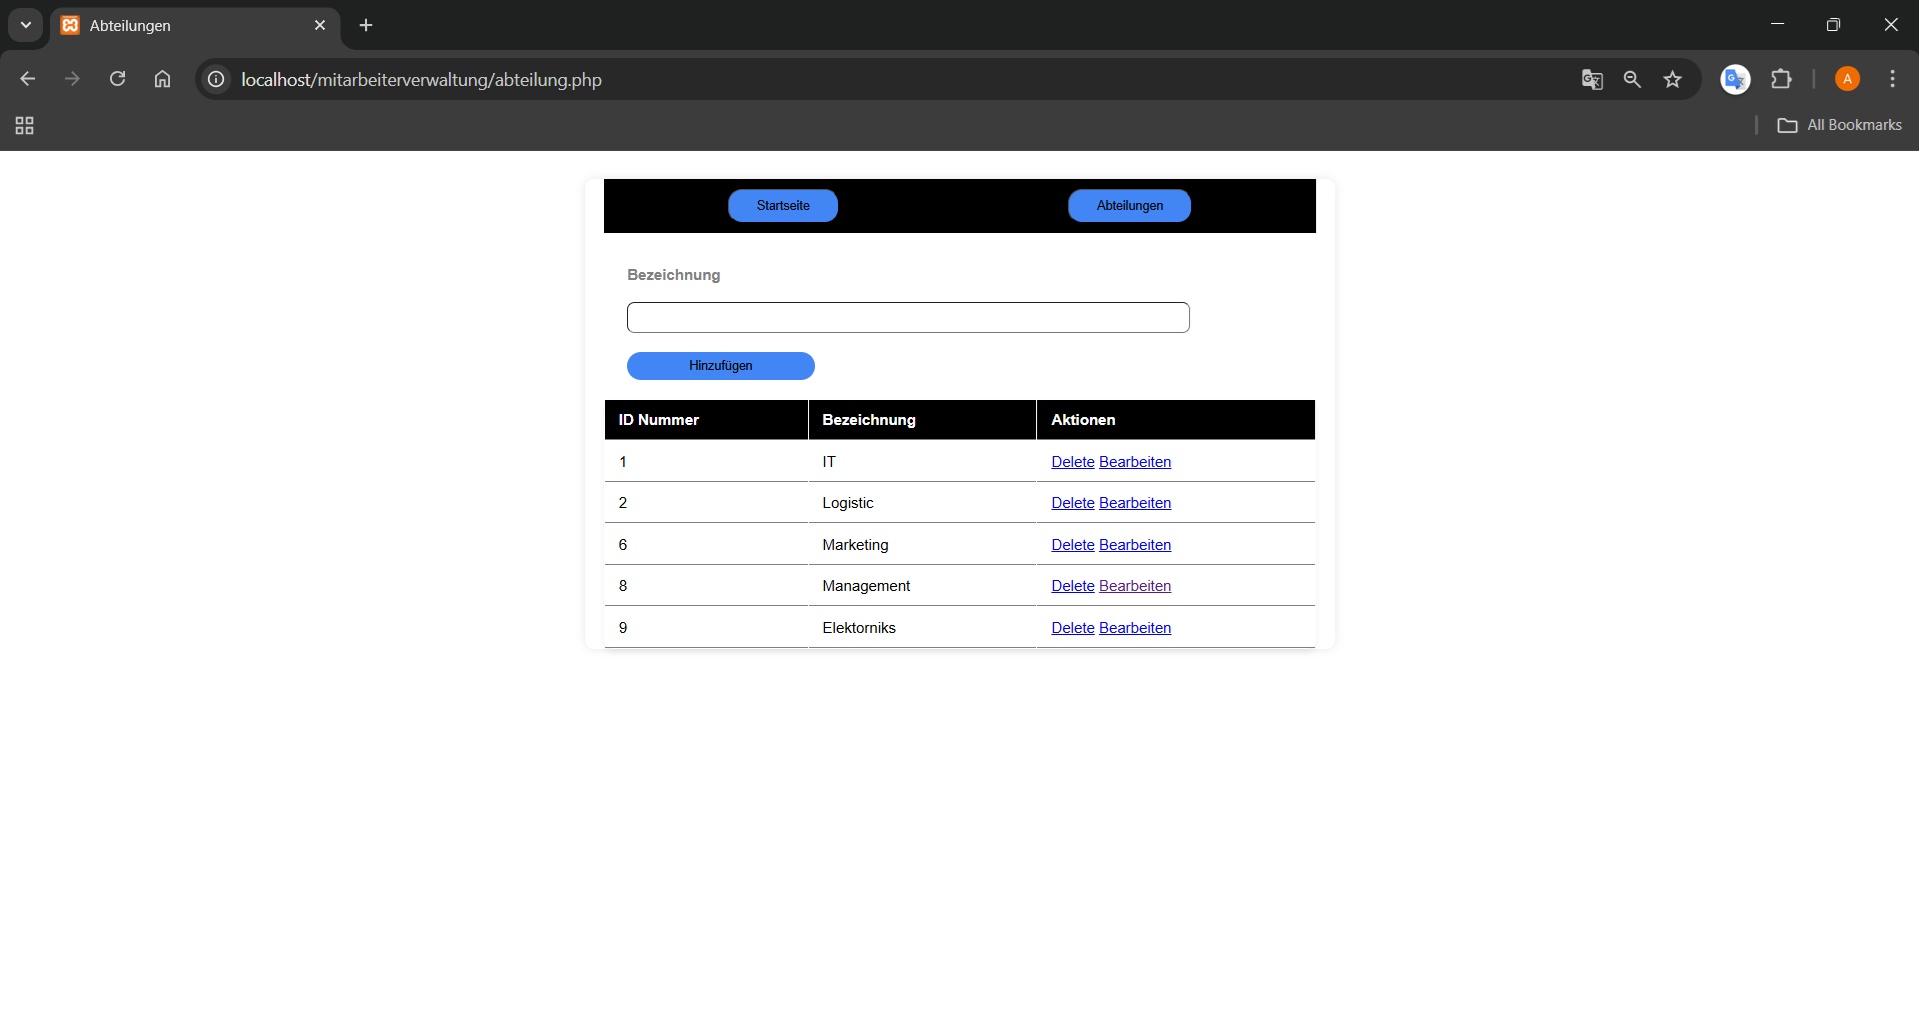 Abteilungen
localhost/mitarbeiterverwaltung/abteilung.php
A
All Bookmarks
Startseite Abteilungen
Bezeichnung
Hinzufügen
ID Nummer Bezeichnung Aktionen
1 IT Delete Bearbeiten
2 Logistic Delete Bearbeiten
6 Marketing Delete Bearbeiten
8 Management Delete Bearbeiten
9 Elektorniks Delete Bearbeiten